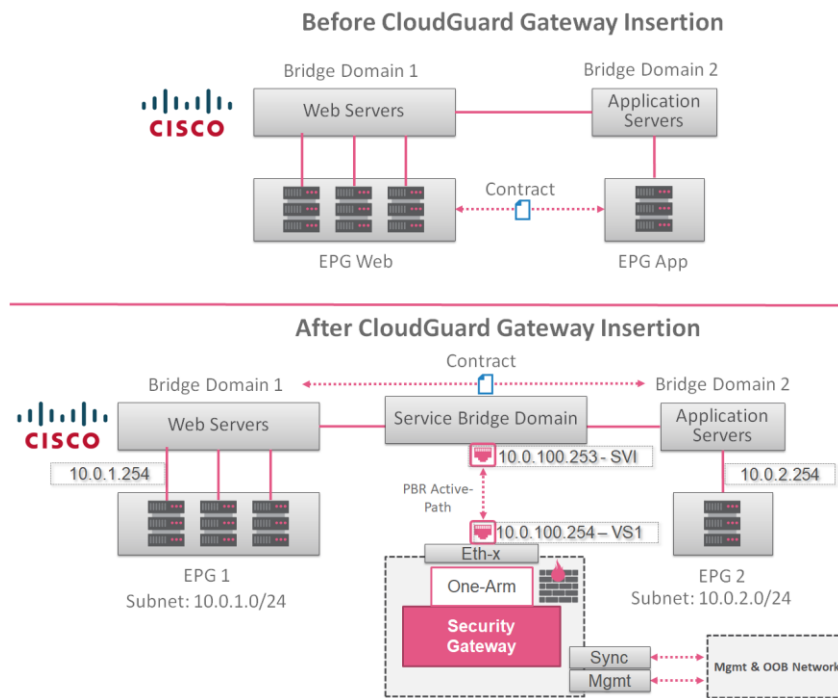 Before CloudGuard Gateway Insertion
Bridge Domain 1
Bridge Domain 2
CISCO
Web Servers
Application
Servers
Contract
EPG Web
EPG App
After CloudGuard Gateway Insertion
Contract
Bridge Domain 1
Bridge Domain 2
CISCO
Web Servers
Service Bridge Domain
Application
Servers
10.0.1.254
10.0.100.253 - SVI
10.0.2.254
PBR Active-
Path
10.0.100.254 – VS1
Eth-x
EPG 1
Subnet: 10.0.1.0/24
One-Arm
EPG 2
Subnet: 10.0.2.0/24
Security
Gateway
Sync
Mgmt
Mgmt & OOB Network